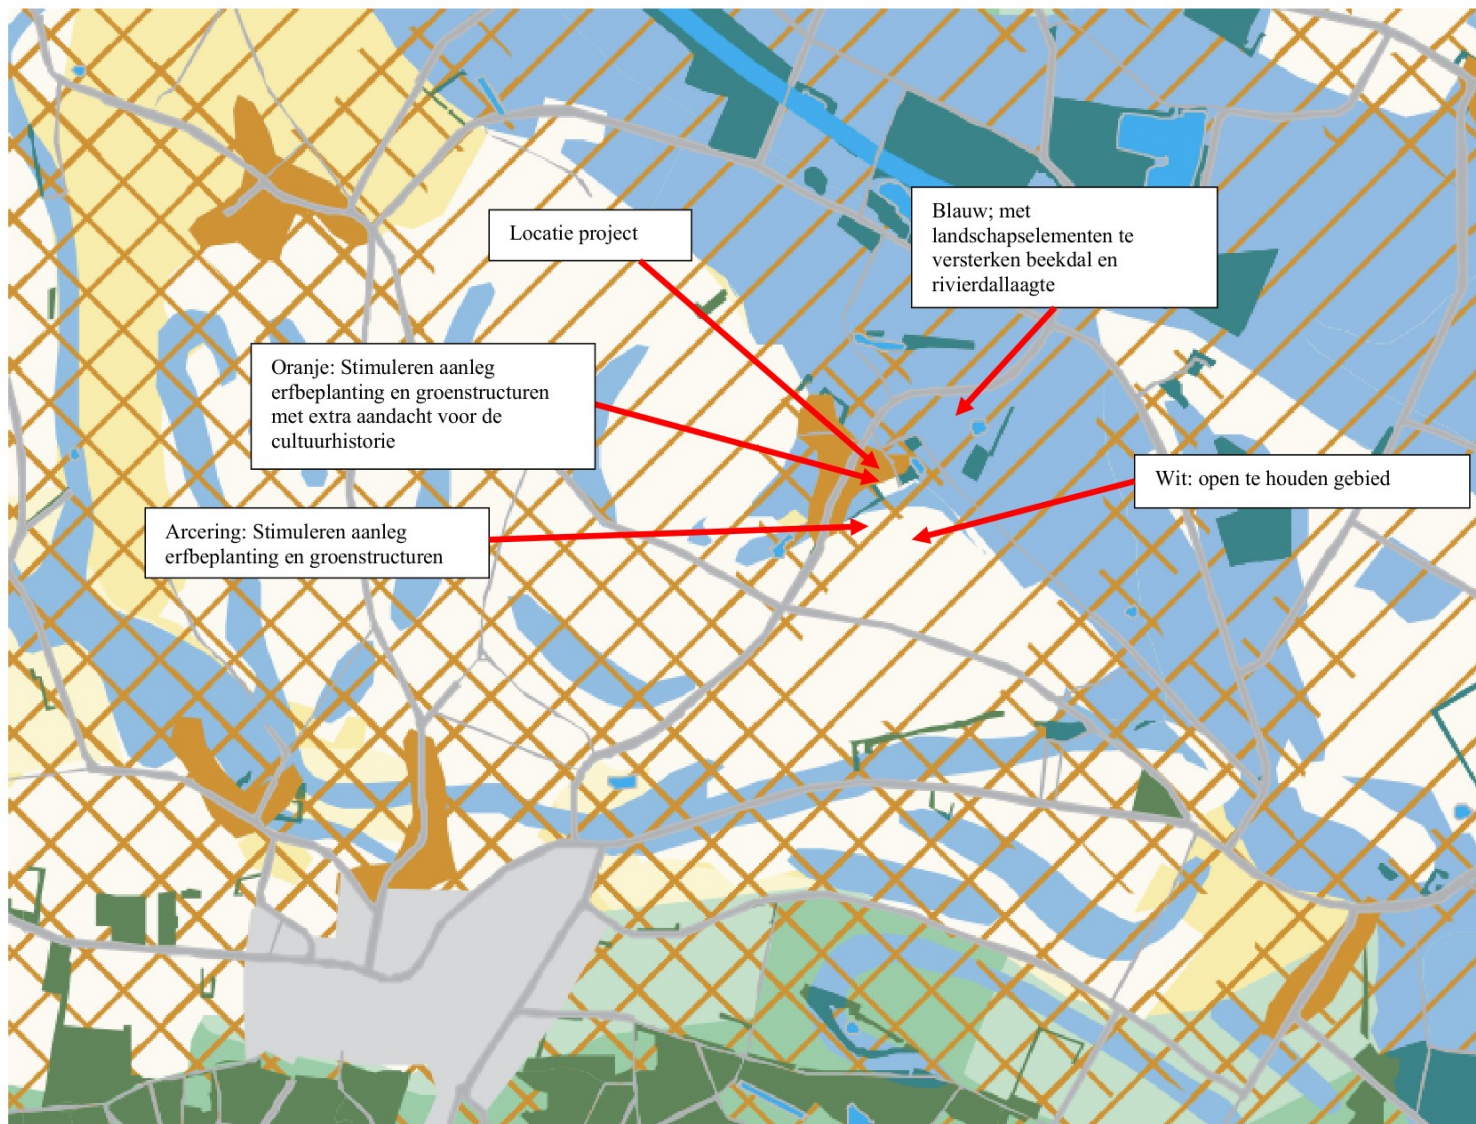 Locatie project
Blauw; met
landschapselementen te
versterken beekdal en
rivierdallaagte
Oranje: Stimuleren aanleg
erfbeplanting en groenstructuren
met extra aandacht voor de
cultuurhistorie
Wit: open te houden gebied
Arcering: Stimuleren aanleg
erfbeplanting en groenstructuren